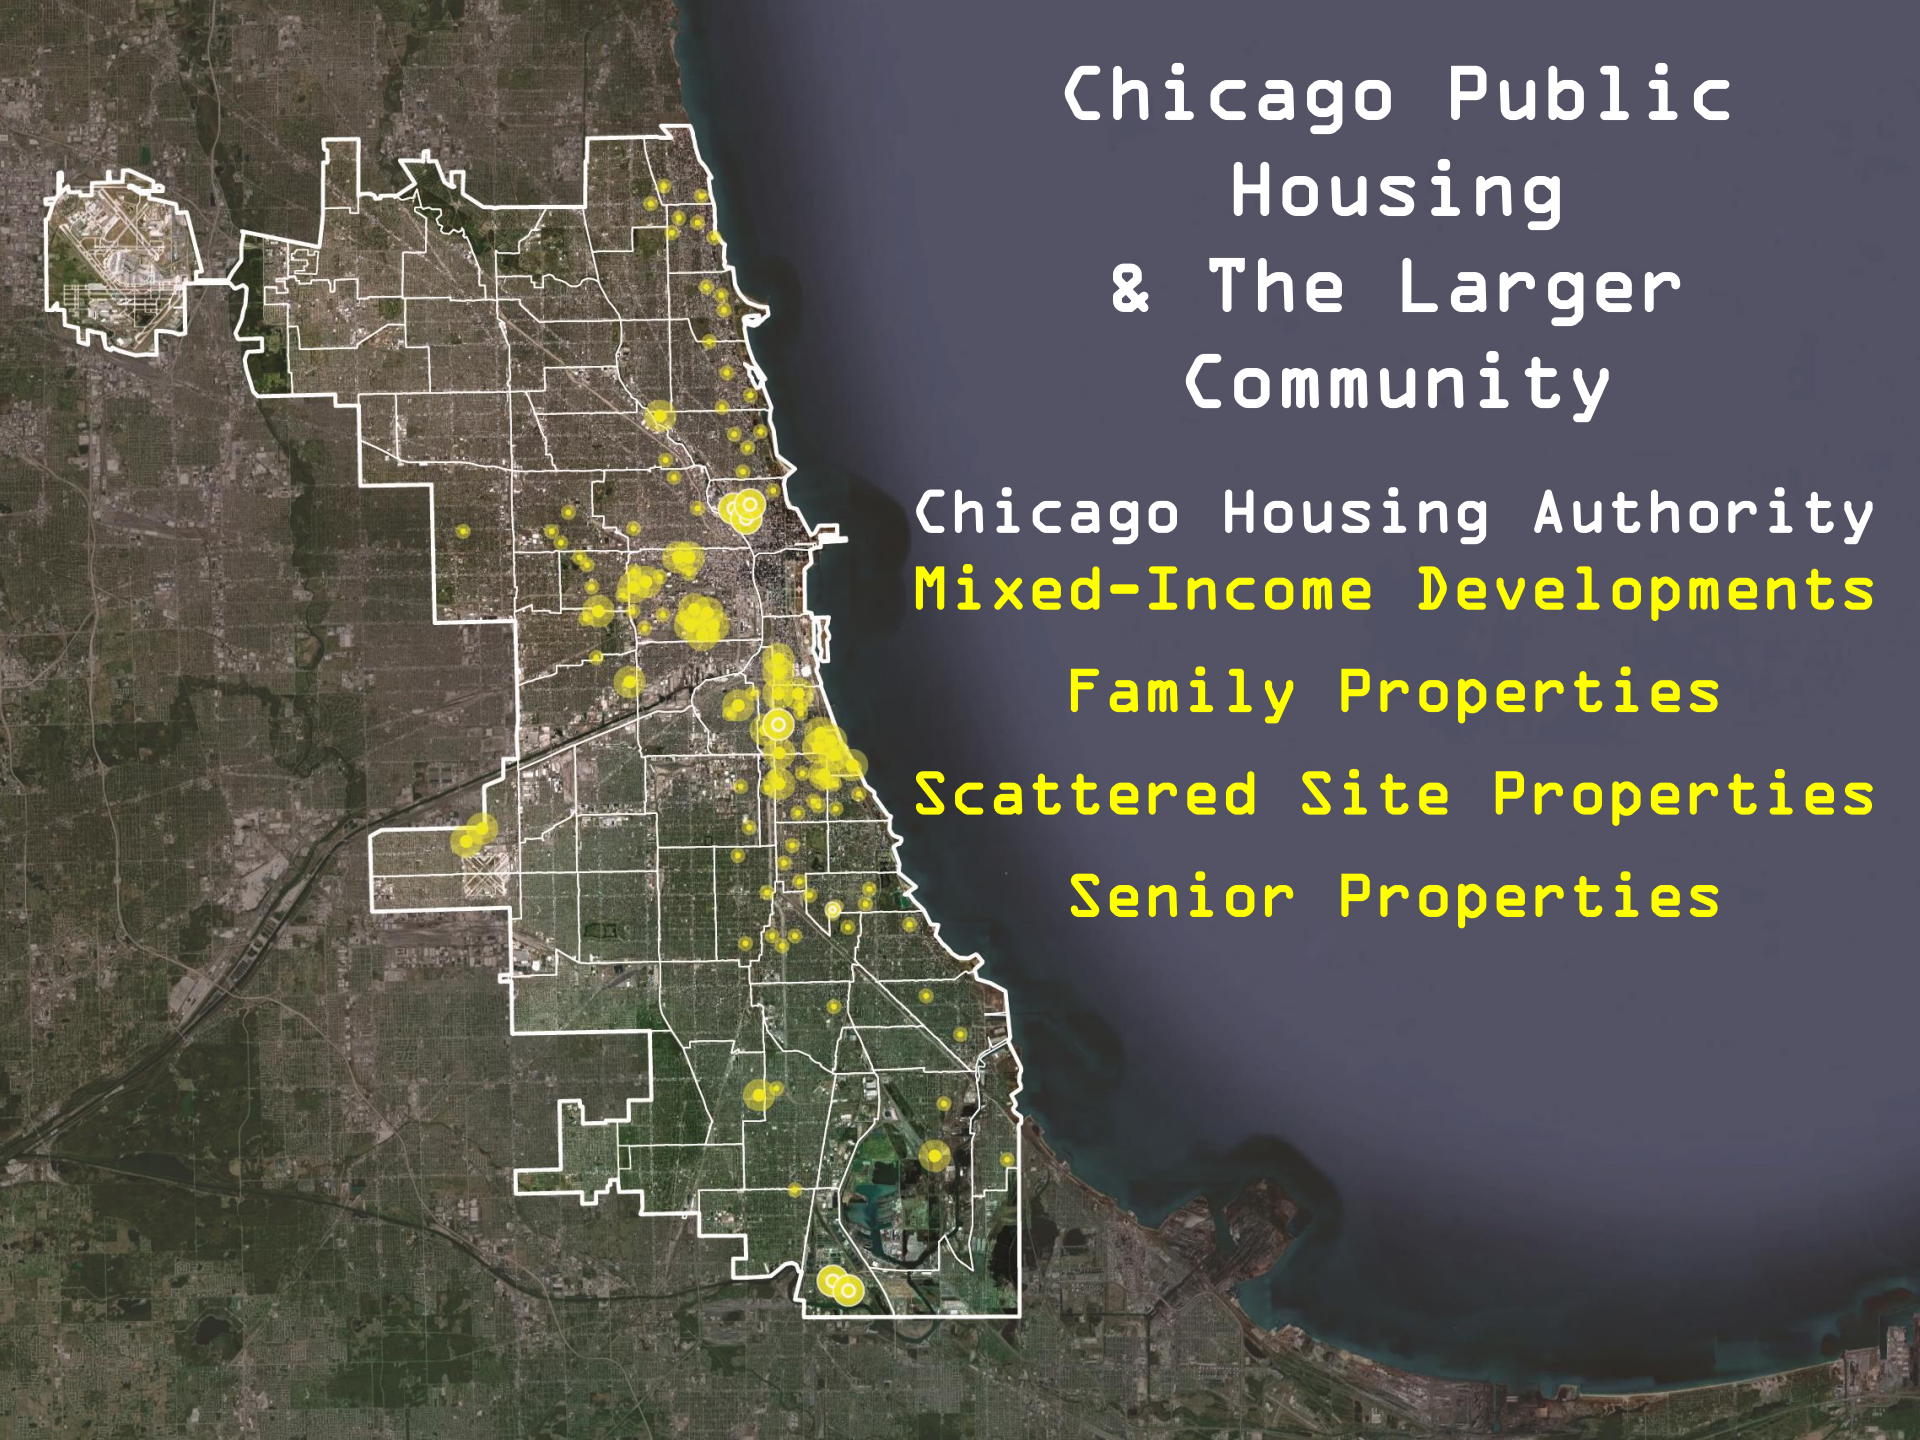 Chicago Public
Housing
& The Larger
Community
Chicago Housing Authority
Mixed-Income Developments
Family Properties
Scattered Site Properties
Senior Properties